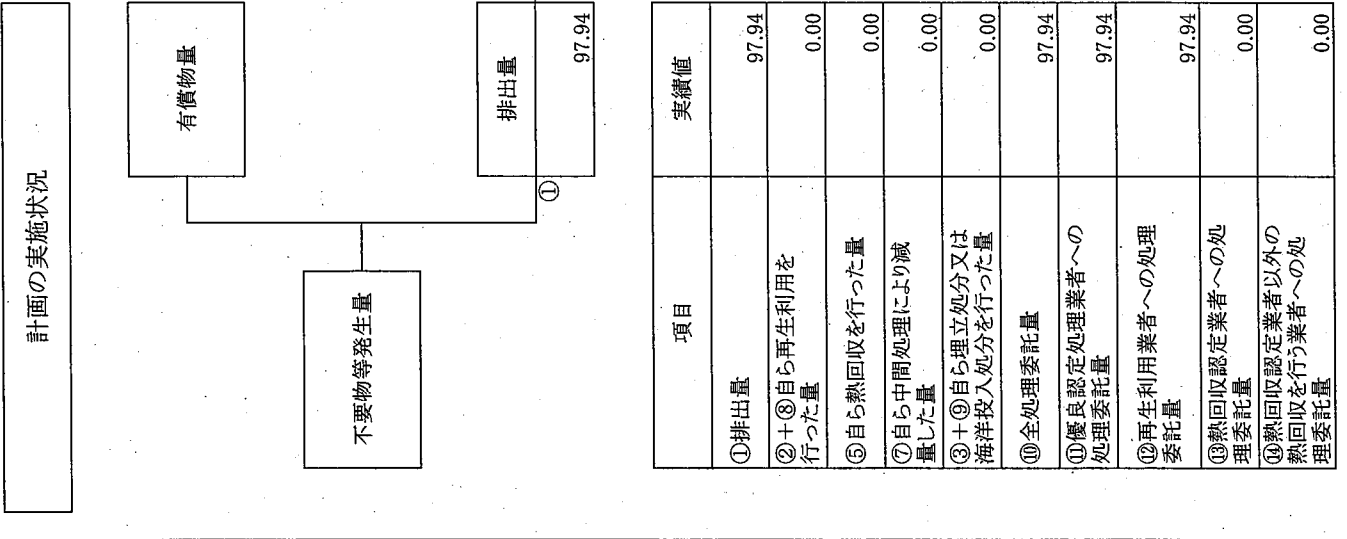 計画の実施状況
有償物量
不要物等発生量
排出量
①
97.94
項目
実績値
①排出量
97.94
②+⑧自ら再生利用を
行った量
0.00
⑤自ら熱回収を行った量
0.00
⑦自ら中間処理により減
量した量
0.00
③+⑨自ら埋立処分又は
海洋投入処分を行った量
0.00
⑩全処理委託量
97.94
⑪優良認定処理業者への
処理委託量
97.94
⑫再生利用業者への処理
委託量
97.94
⑬熱回収認定業者への処
理委託量
0.00
⑭熱回収認定業者以外の
熱回収を行う業者への処
理委託量
0.00